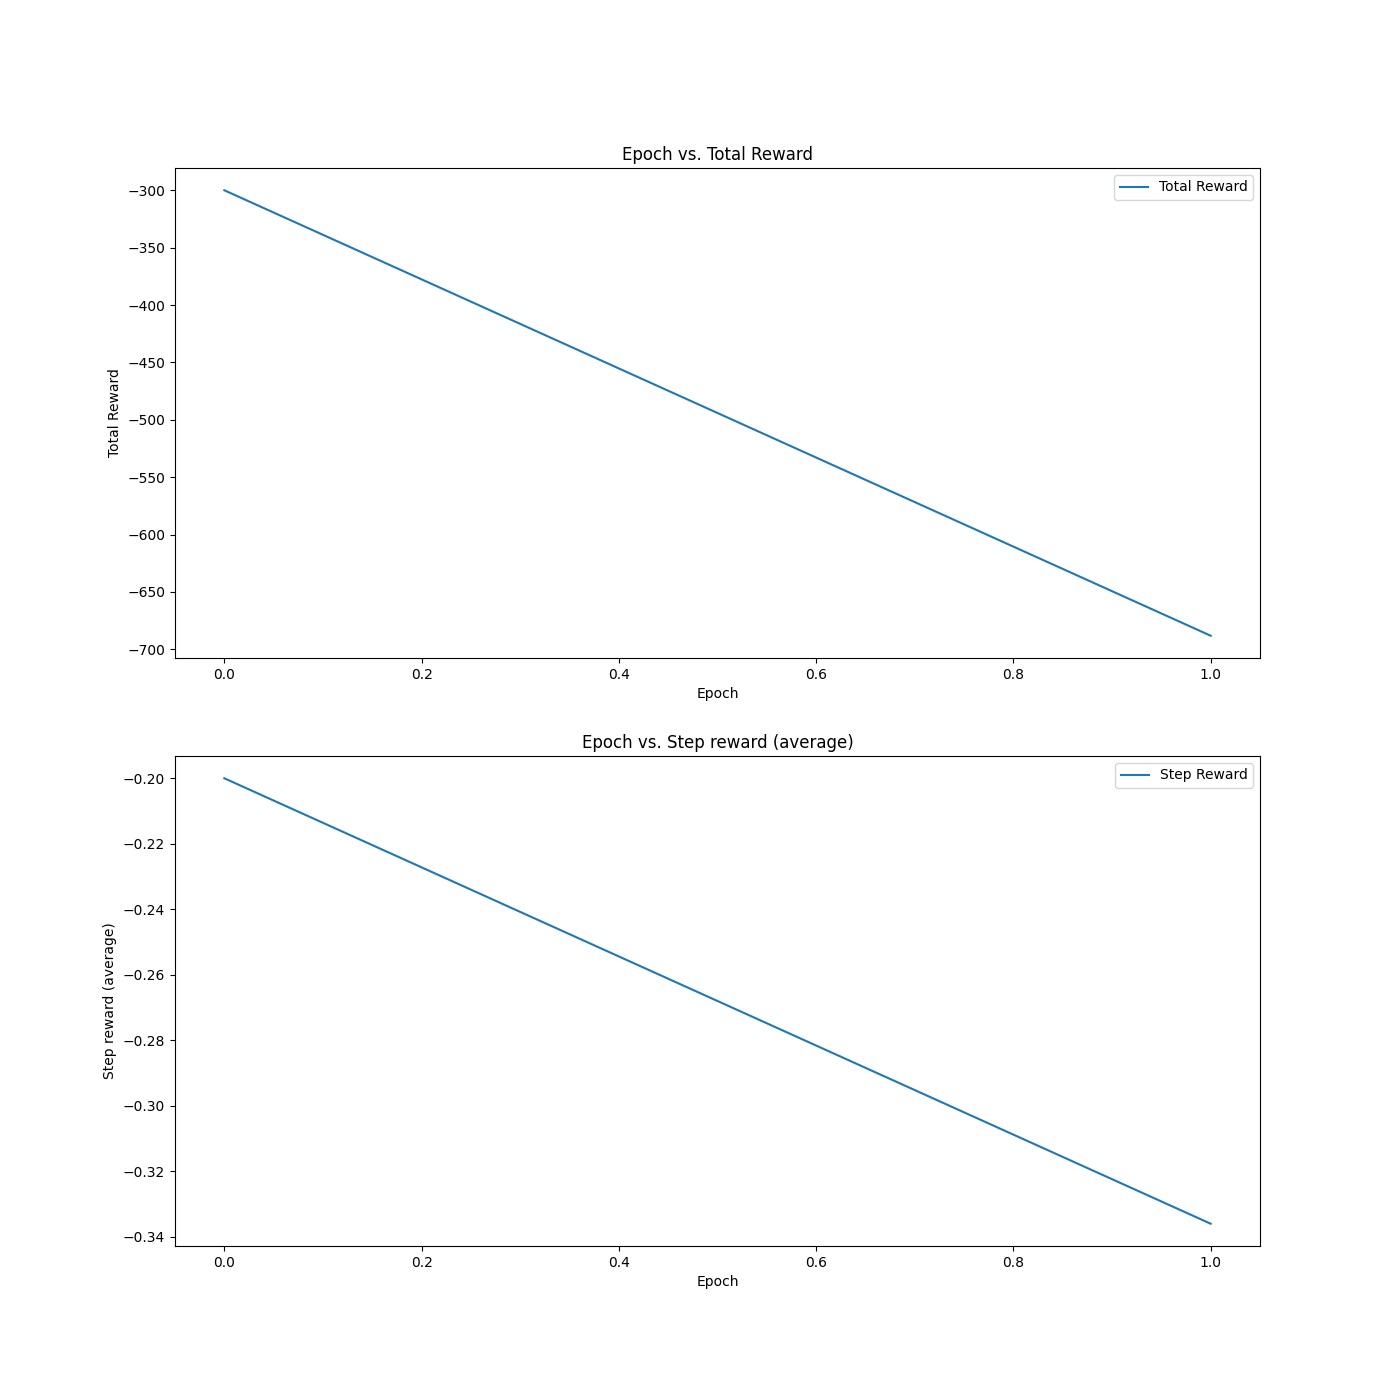 Epoch vs. Total Reward
Total Reward
−300
−350
−400
−450
−500
−550
−600
−650
−700
Total Reward
0.0 0.2 0.4 0.6 0.8 1.0
Epoch
Epoch vs. Step reward (average)
Step Reward
−0.20
−0.22
−0.24
−0.26
−0.28
−0.30
−0.32
−0.34
Step reward (average)
0.0 0.2 0.4 0.6 0.8 1.0
Epoch